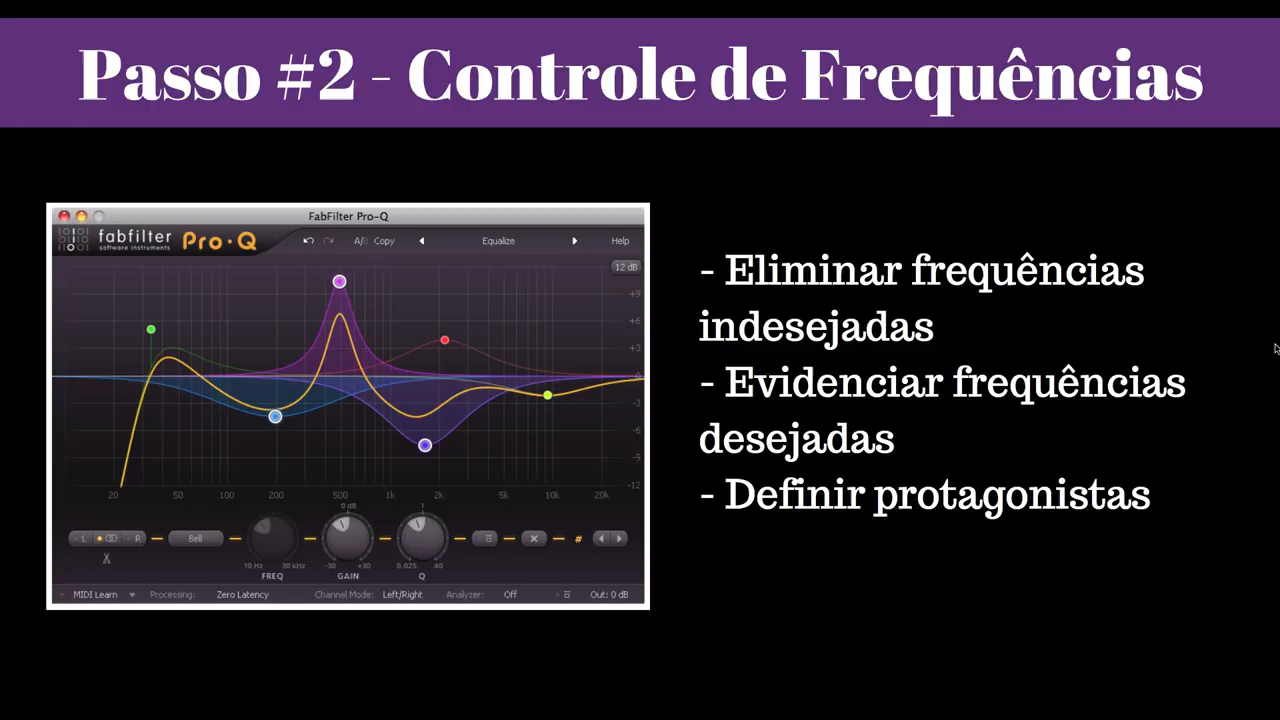 Passo #2 - Controle de Frequências
FabFilter Pro-Q
fabfilter
software instruments
Pro·Q
A/B Copy
Equalize
Help
12 dB
+9
+6
+3
0
-3
-6
-9
-12
20 50 100 200 500 1k 2k 5k 10k 20k
0 dB 1
L R Bell
10 Hz 30 kHz -30 +30 0.025 40
FREQ GAIN Q
MIDI Learn Processing: Zero Latency Channel Mode: Left/Right Analyzer: Off Out: 0 dB
- Eliminar frequências
indesejadas
- Evidenciar frequências
desejadas
- Definir protagonistas